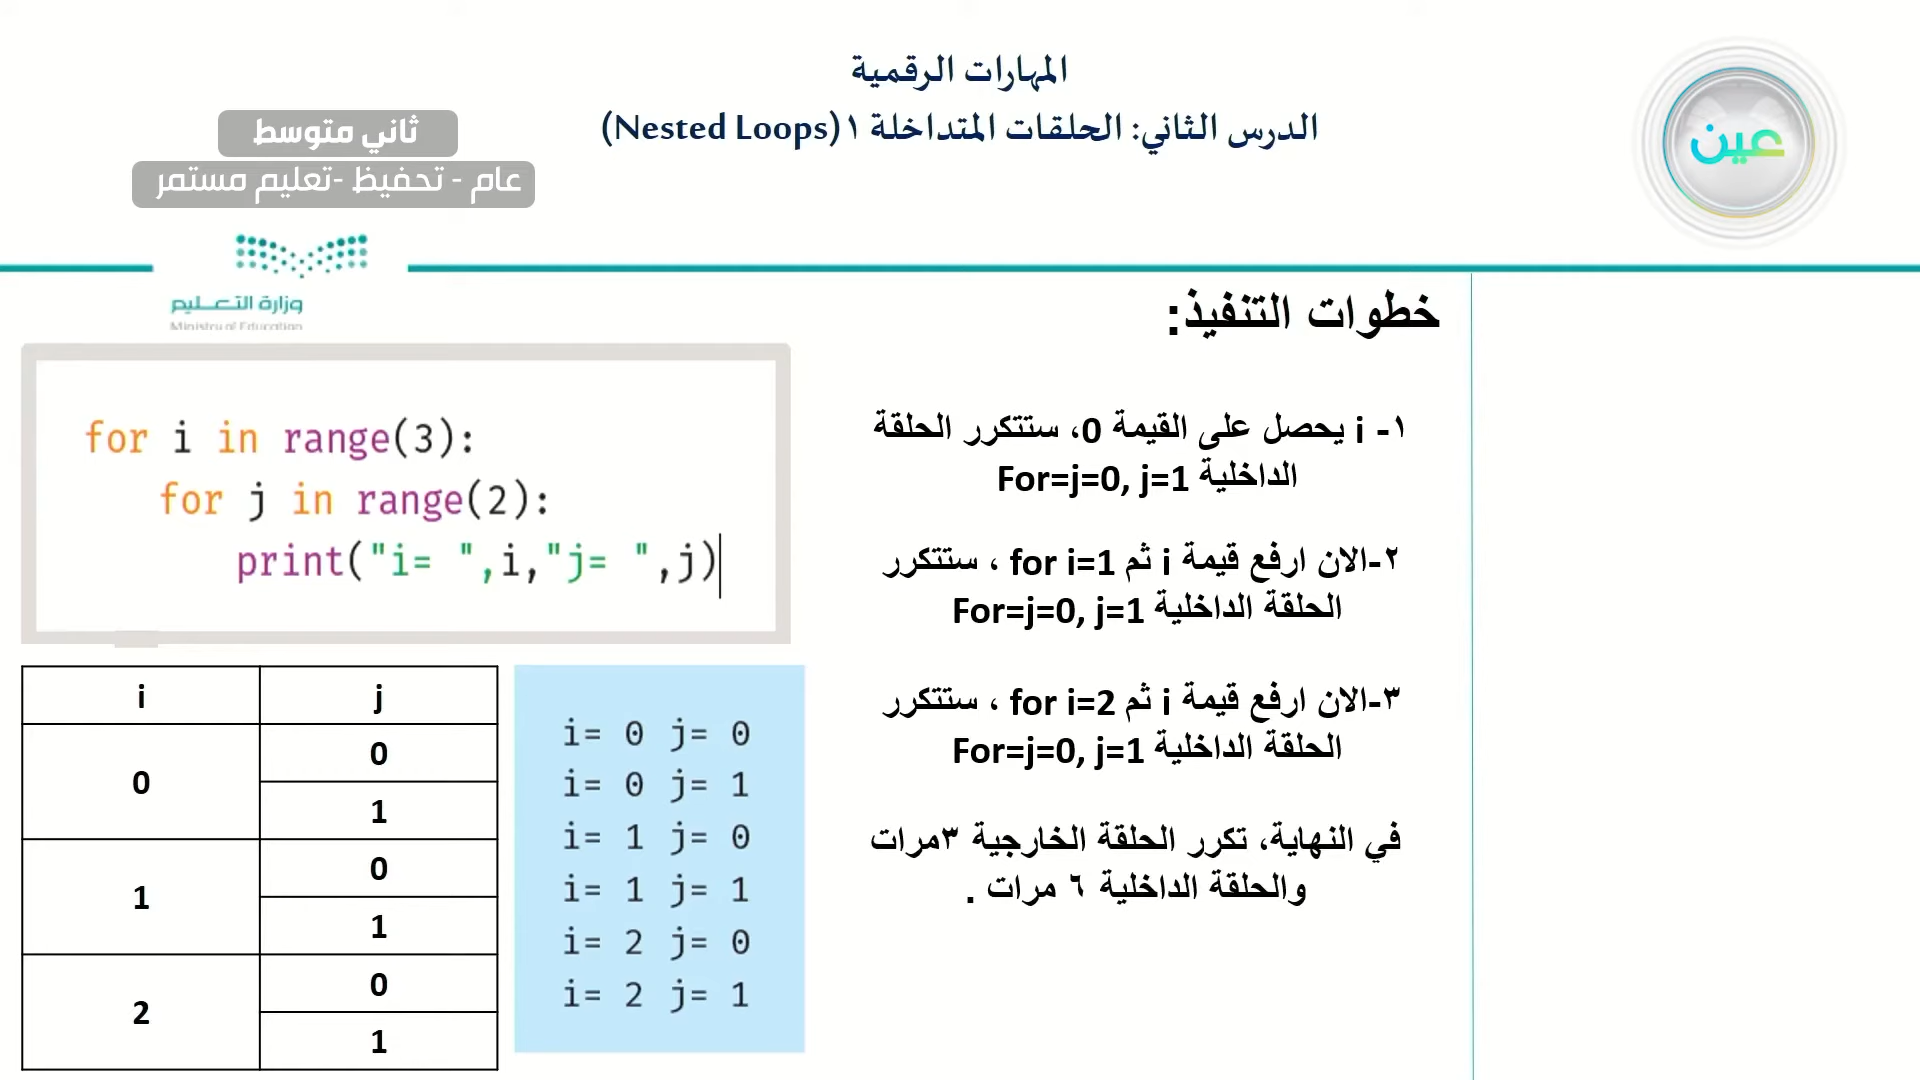 المهارات الرقمية
الدرس الثاني: الحلقات المتداخلة ١ (Nested Loops)
ثاني متوسط
عام - تحفيظ -تعليم مستمر
عين
وزارة التعليم
Ministry of Education
خطوات التنفيذ:
١- i يحصل على القيمة 0، ستتكرر الحلقة
الداخلية For=j=0, j=1
٢-الان ارفع قيمة i ثم for i=1 ، ستتكرر
الحلقة الداخلية For=j=0, j=1
٣-الان ارفع قيمة i ثم for i=2 ، ستتكرر
الحلقة الداخلية For=j=0, j=1
في النهاية، تكرر الحلقة الخارجية ٣مرات
والحلقة الداخلية ٦ مرات .
for i in range(3):
for j in range(2):
print("i= ",i,"j= ",j)
i j
0 0
1
1 0
1
2 0
1
i= 0 j= 0
i= 0 j= 1
i= 1 j= 0
i= 1 j= 1
i= 2 j= 0
i= 2 j= 1